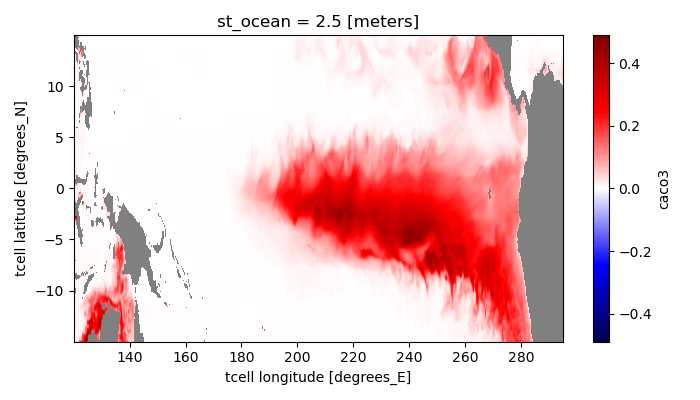 st_ocean = 2.5 [meters]
10
5
0
−5
−10
tcell latitude [degrees_N]
140 160 180 200 220 240 260 280
tcell longitude [degrees_E]
0.4
0.2
0.0
−0.2
−0.4
caco3